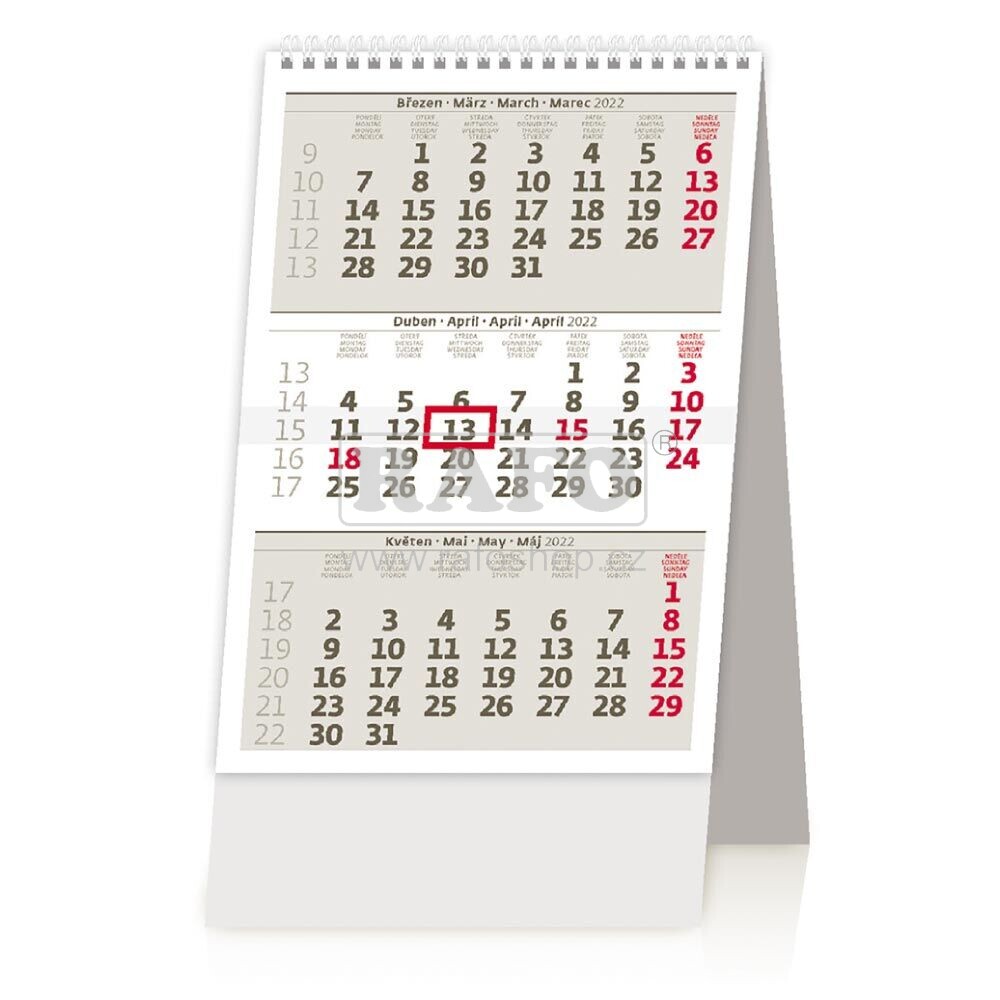 Březen · März · March · Marec 2022
PONDĚLÍ ÚTERÝ STŘEDA ČTVRTEK PÁTEK SOBOTA NEDĚLE
MONTAG DIENSTAG MITTWOCH DONNERSTAG FREITAG SAMSTAG SONNTAG
MONDAY TUESDAY WEDNESDAY THURSDAY FRIDAY SATURDAY SUNDAY
PONDELOK UTOROK STREDA ŠTVRTOK PIATOK SOBOTA NEDEĽA
9 1 2 3 4 5 6
10 7 8 9 10 11 12 13
11 14 15 16 17 18 19 20
12 21 22 23 24 25 26 27
13 28 29 30 31
Duben · April · April · Apríl 2022
PONDĚLÍ ÚTERÝ STŘEDA ČTVRTEK PÁTEK SOBOTA NEDĚLE
MONTAG DIENSTAG MITTWOCH DONNERSTAG FREITAG SAMSTAG SONNTAG
MONDAY TUESDAY WEDNESDAY THURSDAY FRIDAY SATURDAY SUNDAY
PONDELOK UTOROK STREDA ŠTVRTOK PIATOK SOBOTA NEDEĽA
13 1 2 3
14 4 5 6 7 8 9 10
15 11 12 13 14 15 16 17
16 18 19 20 21 22 23 24
17 25 26 27 28 29 30
RAFO®
Květen · Mai · May · Máj 2022
PONDĚLÍ ÚTERÝ STŘEDA ČTVRTEK PÁTEK SOBOTA NEDĚLE
MONTAG DIENSTAG MITTWOCH DONNERSTAG FREITAG SAMSTAG SONNTAG
MONDAY TUESDAY WEDNESDAY THURSDAY FRIDAY SATURDAY SUNDAY
PONDELOK UTOROK STREDA ŠTVRTOK PIATOK SOBOTA NEDEĽA
www.rafoshop.cz
17 1
18 2 3 4 5 6 7 8
19 9 10 11 12 13 14 15
20 16 17 18 19 20 21 22
21 23 24 25 26 27 28 29
22 30 31